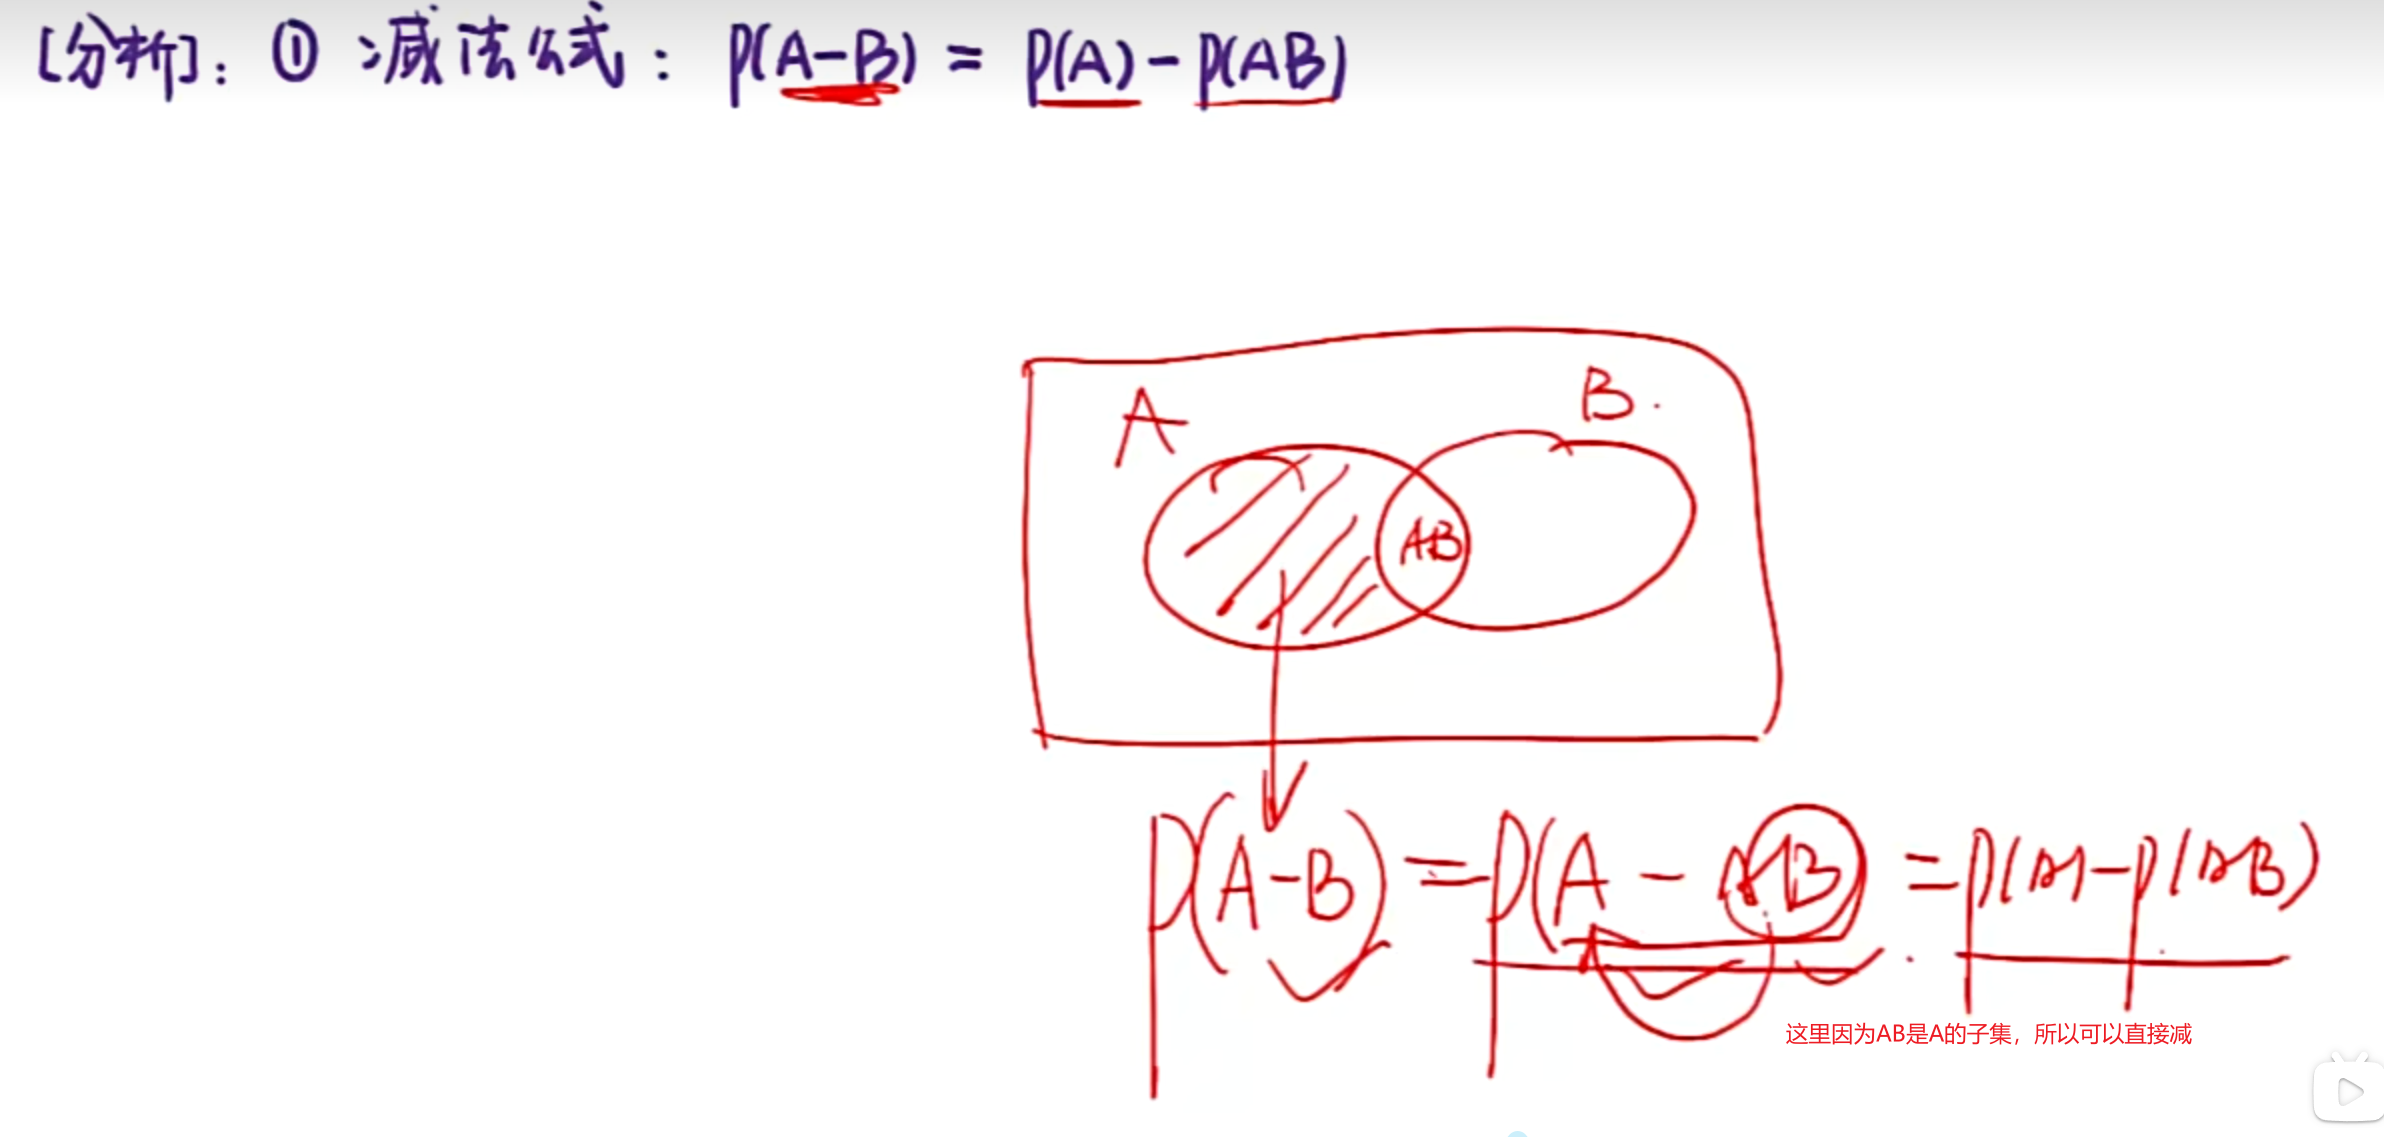 [分析]: ① 减法公式: P(A-B) = P(A) - P(AB)
A
B.
AB
P(A-B) = P(A - AB) = P(A) - P(AB)
这里因为AB是A的子集，所以可以直接减